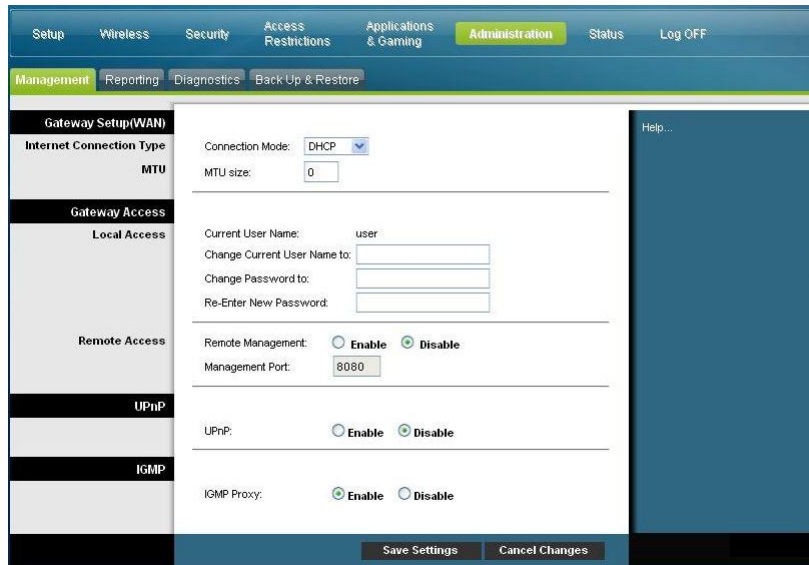 Setup Wireless Security Access Restrictions Applications & Gaming Administration Status Log OFF
Management Reporting Diagnostics Back Up & Restore
Gateway Setup(WAN)
Help...
Internet Connection Type Connection Mode: DHCP
MTU MTU size: 0
Gateway Access
Local Access Current User Name: user
Change Current User Name to:
Change Password to:
Re-Enter New Password:
Remote Access Remote Management: Enable Disable
Management Port: 8080
UPnP
UPnP: Enable Disable
IGMP
IGMP Proxy: Enable Disable
Save Settings Cancel Changes